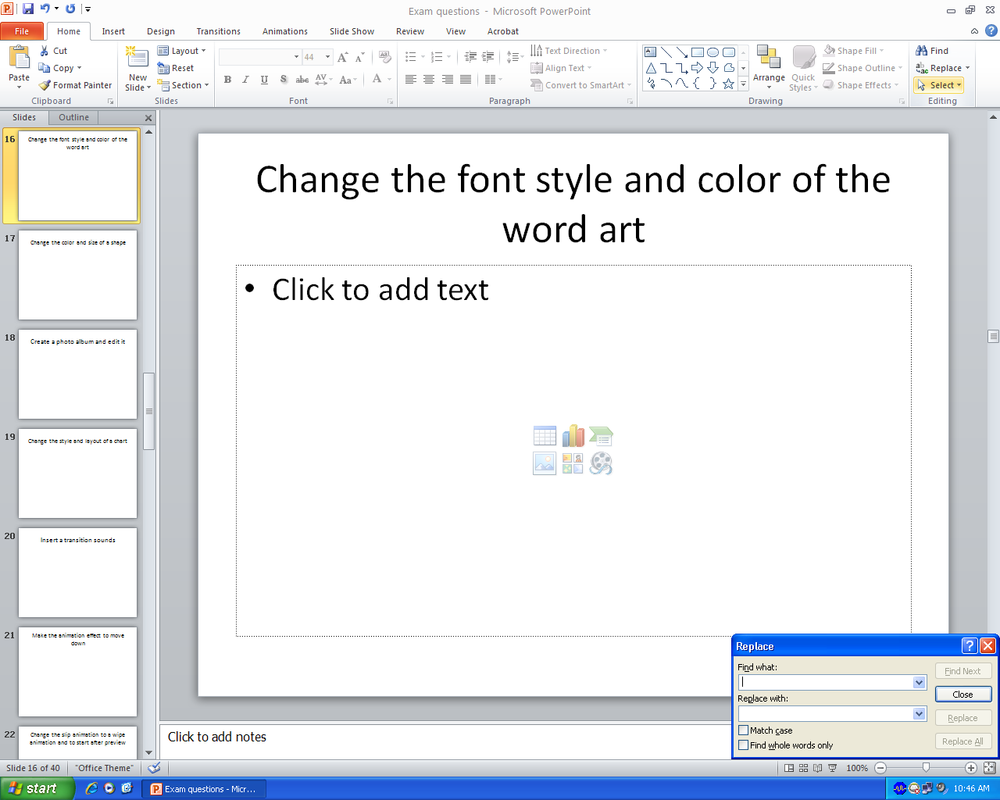 Exam questions - Microsoft PowerPoint
File Home Insert Design Transitions Animations Slide Show Review View Acrobat
Paste
Cut
Copy
Format Painter
Clipboard
New
Slide
Layout
Reset
Section
Slides
44
B I U S abc AV Aa A
Font
Text Direction
Align Text
Convert to SmartArt
Paragraph
Arrange
Quick
Styles
Shape Fill
Shape Outline
Shape Effects
Drawing
Find
Replace
Select
Editing
Slides Outline
16
Change the font style and color of the
word art
17
Change the color and size of a shape
18
Create a photo album and edit it
19
Change the style and layout of a chart
20
Insert a transition sounds
21
Make the animation effect to move
down
22
Change the slip animation to a wipe
animation and to start after preview
Change the font style and color of the
word art
• Click to add text
Click to add notes
Replace
Find what:
Find Next
Close
Replace with:
Replace
Match case
Find whole words only
Replace All
Slide 16 of 40
"Office Theme"
100%
start
Exam questions - Micr...
10:46 AM